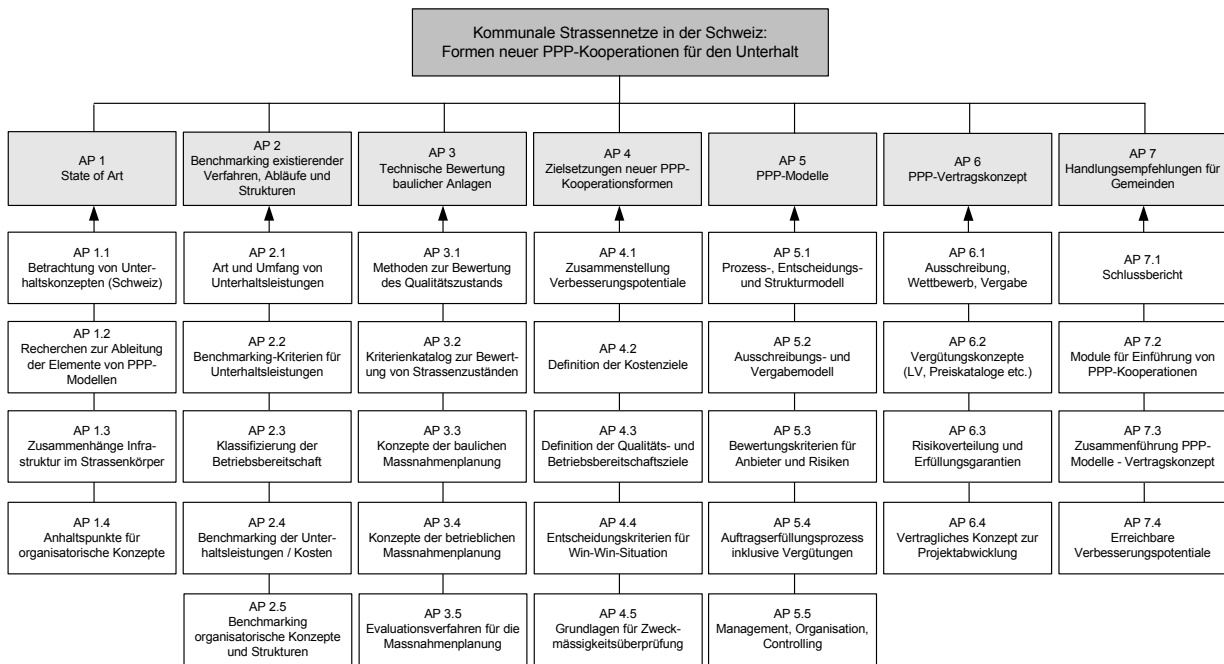 Kommunale Strassennetze in der Schweiz:
Formen neuer PPP-Kooperationen für den Unterhalt
AP 1
State of Art
AP 2
Benchmarking existierender
Verfahren, Abläufe und
Strukturen
AP 3
Technische Bewertung
baulicher Anlagen
AP 4
Zielsetzungen neuer PPP-
Kooperationsformen
AP 5
PPP-Modelle
AP 6
PPP-Vertragskonzept
AP 7
Handlungsempfehlungen für
Gemeinden
AP 1.1
Betrachtung von Unter-
haltskonzepten (Schweiz)
AP 2.1
Art und Umfang von
Unterhaltsleistungen
AP 3.1
Methoden zur Bewertung
des Qualitätszustands
AP 4.1
Zusammenstellung
Verbesserungspotentiale
AP 5.1
Prozess-, Entscheidungs-
und Strukturmodell
AP 6.1
Ausschreibung,
Wettbewerb, Vergabe
AP 7.1
Schlussbericht
AP 1.2
Recherchen zur Ableitung
der Elemente von PPP-
Modellen
AP 2.2
Benchmarking-Kriterien für
Unterhaltsleistungen
AP 3.2
Kriterienkatalog zur Bewert-
ung von Strassenzuständen
AP 4.2
Definition der Kostenziele
AP 5.2
Ausschreibungs- und
Vergabemodell
AP 6.2
Vergütungskonzepte
(LV, Preiskataloge etc.)
AP 7.2
Module für Einführung von
PPP-Kooperationen
AP 1.3
Zusammenhänge Infra-
struktur im Strassenkörper
AP 2.3
Klassifizierung der
Betriebsbereitschaft
AP 3.3
Konzepte der baulichen
Massnahmenplanung
AP 4.3
Definition der Qualitäts- und
Betriebsbereitschaftsziele
AP 5.3
Bewertungskriterien für
Anbieter und Risiken
AP 6.3
Risikoverteilung und
Erfüllungsgarantien
AP 7.3
Zusammenführung PPP-
Modelle - Vertragskonzept
AP 1.4
Anhaltspunkte für
organisatorische Konzepte
AP 2.4
Benchmarking der Unter-
haltsleistungen / Kosten
AP 3.4
Konzepte der betrieblichen
Massnahmenplanung
AP 4.4
Entscheidungskriterien für
Win-Win-Situation
AP 5.4
Auftragserfüllungsprozess
inklusive Vergütungen
AP 6.4
Vertragliches Konzept zur
Projektabwicklung
AP 7.4
Erreichbare
Verbesserungspotentiale
AP 2.5
Benchmarking
organisatorische Konzepte
und Strukturen
AP 3.5
Evaluationsverfahren für die
Massnahmenplanung
AP 4.5
Grundlagen für Zweck-
mässigkeitsüberprüfung
AP 5.5
Management, Organisation,
Controlling